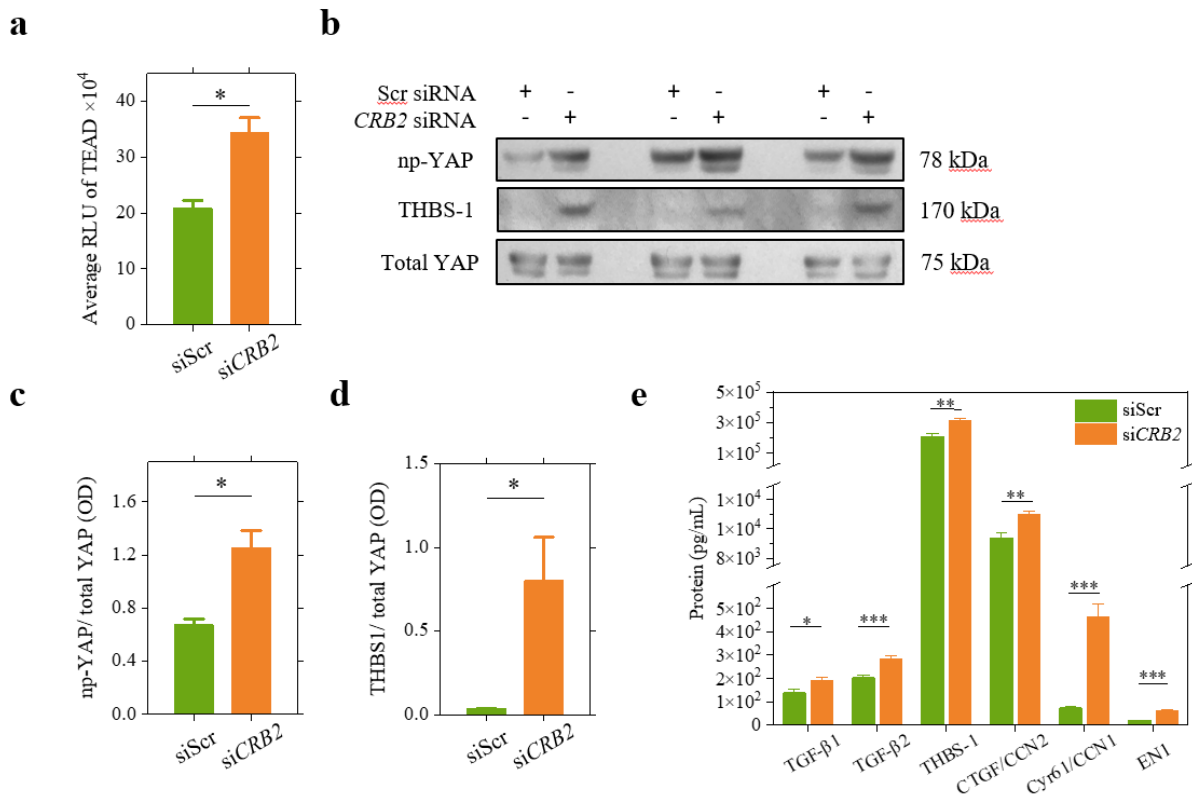 a
Average RLU of TEAD ×10⁴
40
30
20
10
0
*
siScr
siCRB2
b
Scr siRNA + - + - + -
CRB2 siRNA - + - + - +
np-YAP 78 kDa
THBS-1 170 kDa
Total YAP 75 kDa
c
np-YAP/ total YAP (OD)
1.6
1.2
0.6
0.4
0.0
*
siScr
siCRB2
d
THBS1/ total YAP (OD)
1.5
1.0
0.5
0.0
*
siScr
siCRB2
e
Protein (pg/mL)
5×10⁵
3×10⁵
1×10⁵
1×10⁴
1×10⁴
8×10³
5×10²
3×10²
4×10²
2×10²
1×10²
0
siScr
siCRB2
*
***
**
**
***
***
TGF-β1
TGF-β2
THBS-1
CTGF/CCN2
Cyr61/CCN1
EN1